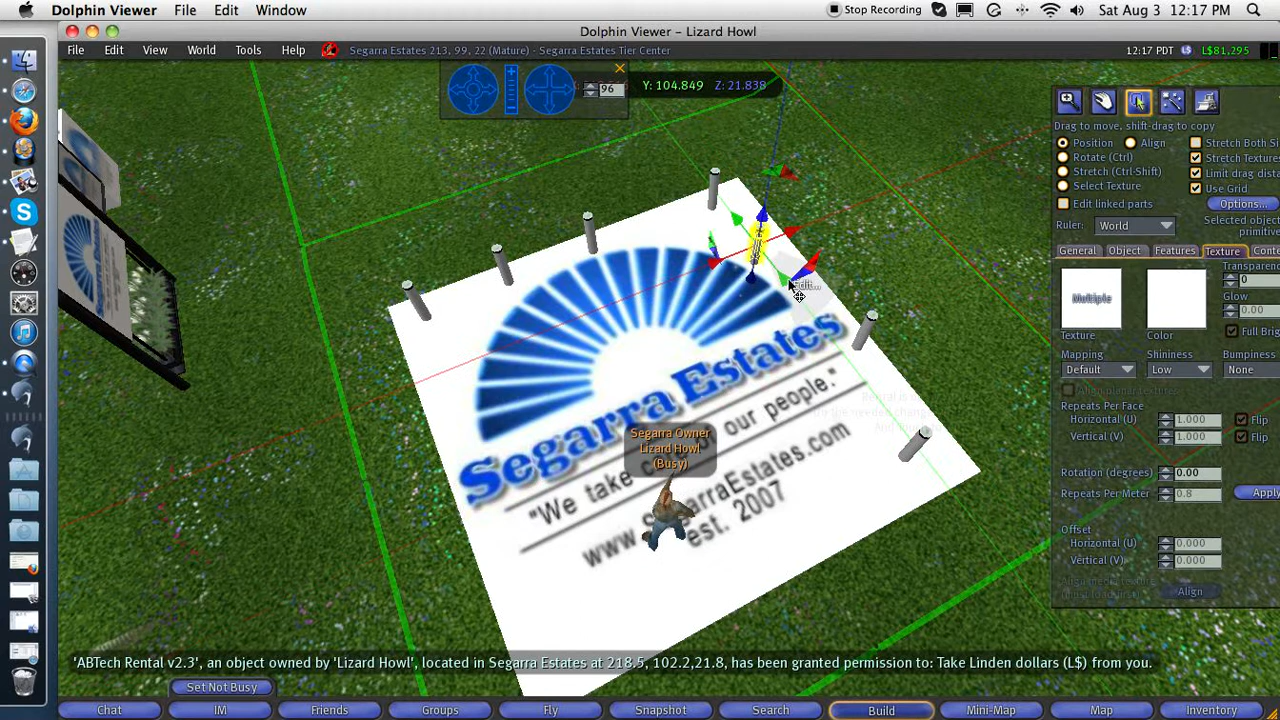 Dolphin Viewer File Edit Window
Stop Recording
Sat Aug 3 12:17 PM
Dolphin Viewer – Lizard Howl
File Edit View World Tools Help
Segarra Estates 213, 99, 22 (Mature) - Segarra Estates Tier Center
12:17 PDT L$ L$81,295
96
Y: 104.849 Z: 21.838
Drag to move, shift-drag to copy
Position Align
Rotate (Ctrl)
Stretch (Ctrl-Shift)
Select Texture
Edit linked parts
Stretch Both Si
Stretch Textures
Limit drag dista
Use Grid
Options...
Ruler: World
Selected objec
primitive
General Object Features Texture Conte
Multiple
Texture
Color
Transparenc
0
Glow
0.00
Full Brig
Mapping Shininess Bumpiness
Default Low None
Repeats Per Face
Horizontal (U) 1.000 Flip
Vertical (V) 1.000 Flip
Rotation (degrees) 0.00
Repeats Per Meter 0.8 Apply
Offset
Horizontal (U) 0.000
Vertical (V) 0.000
Align
Edit...
Segarra Estates
"We take care of our people."
www.SegarraEstates.com
est. 2007
Segarra Owner
Lizard Howl
(Busy)
'ABTech Rental v2.3', an object owned by 'Lizard Howl', located in Segarra Estates at 218.5, 102.2,21.8, has been granted permission to: Take Linden dollars (L$) from you.
Set Not Busy
Chat IM Friends Groups Fly Snapshot Search Build Mini-Map Map Inventory